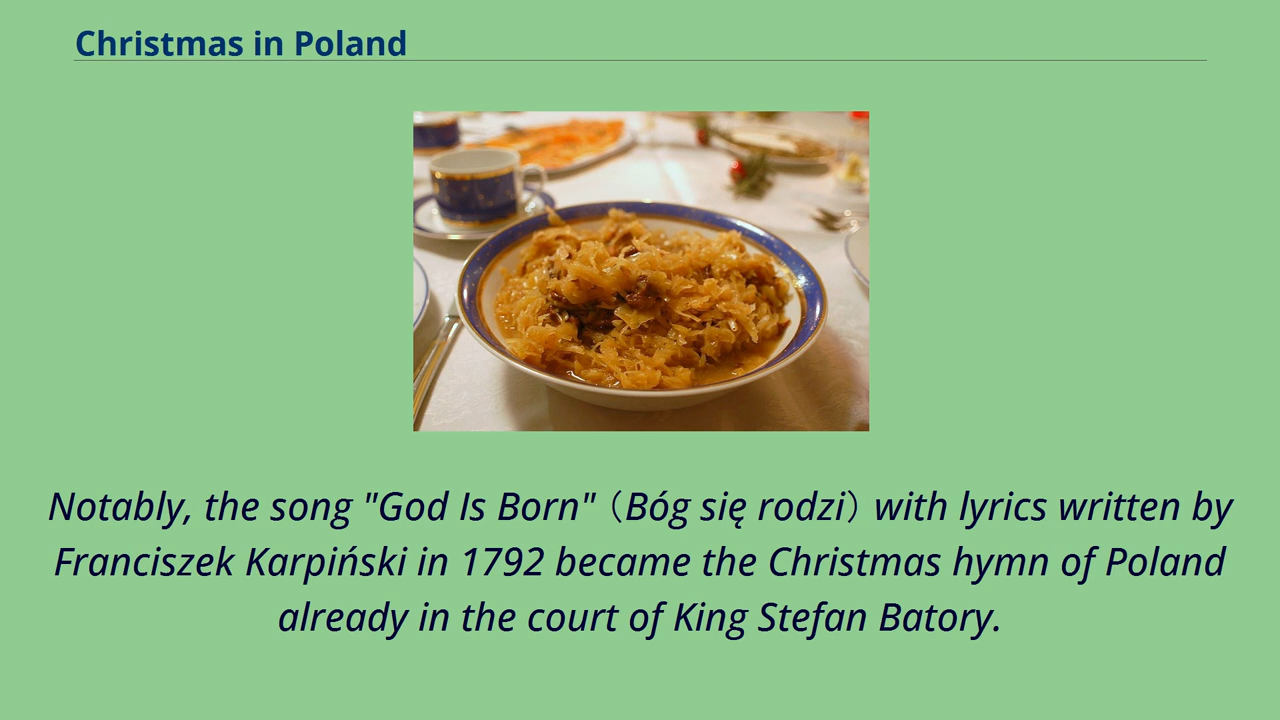 Christmas in Poland
Notably, the song "God Is Born"（Bóg się rodzi）with lyrics written by
Franciszek Karpiński in 1792 became the Christmas hymn of Poland
already in the court of King Stefan Batory.